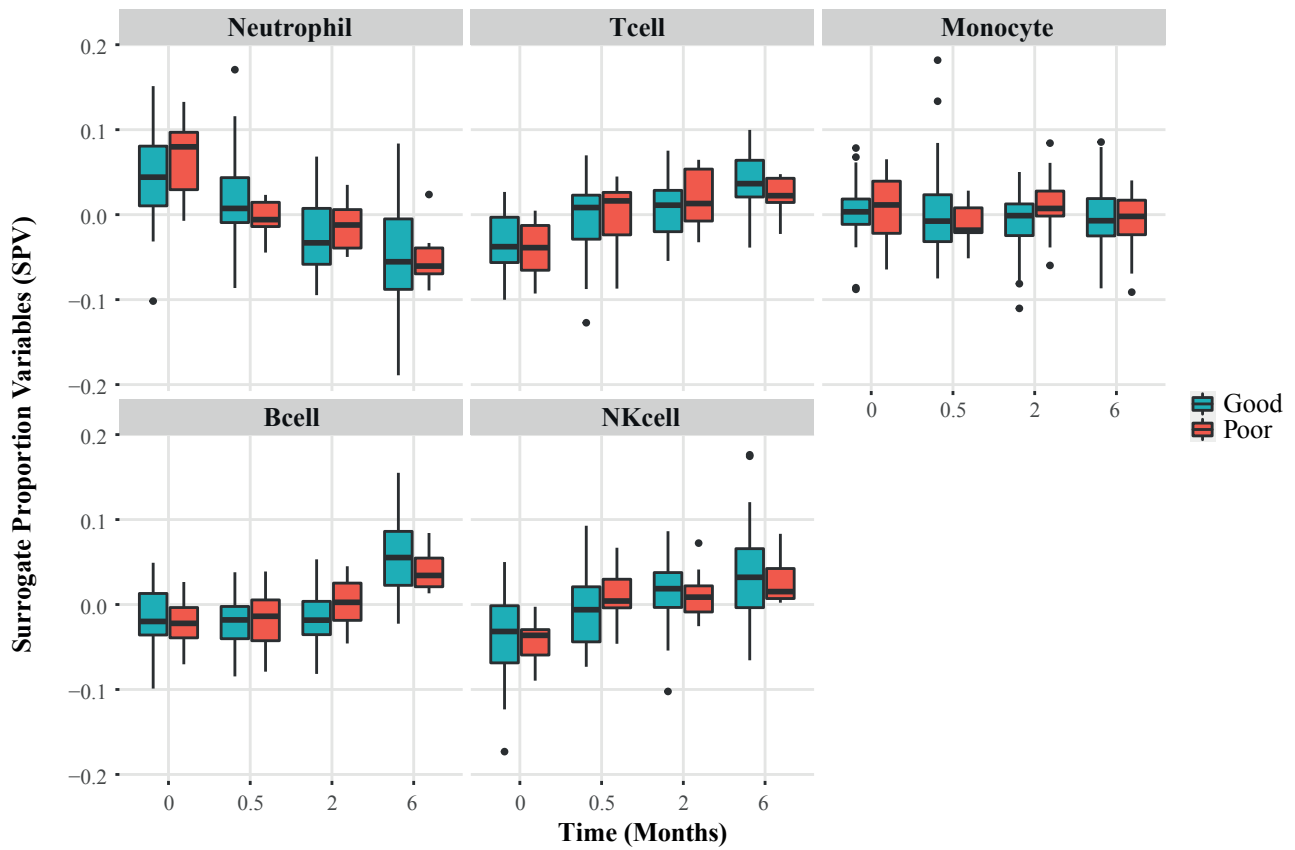 Neutrophil Tcell Monocyte
0.2
0.1
0.0
−0.1
−0.2
0 0.5 2 6
Surrogate Proportion Variables (SPV)
Good
Poor
Bcell NKcell
0.2
0.1
0.0
−0.1
−0.2
0 0.5 2 6 0 0.5 2 6
Time (Months)